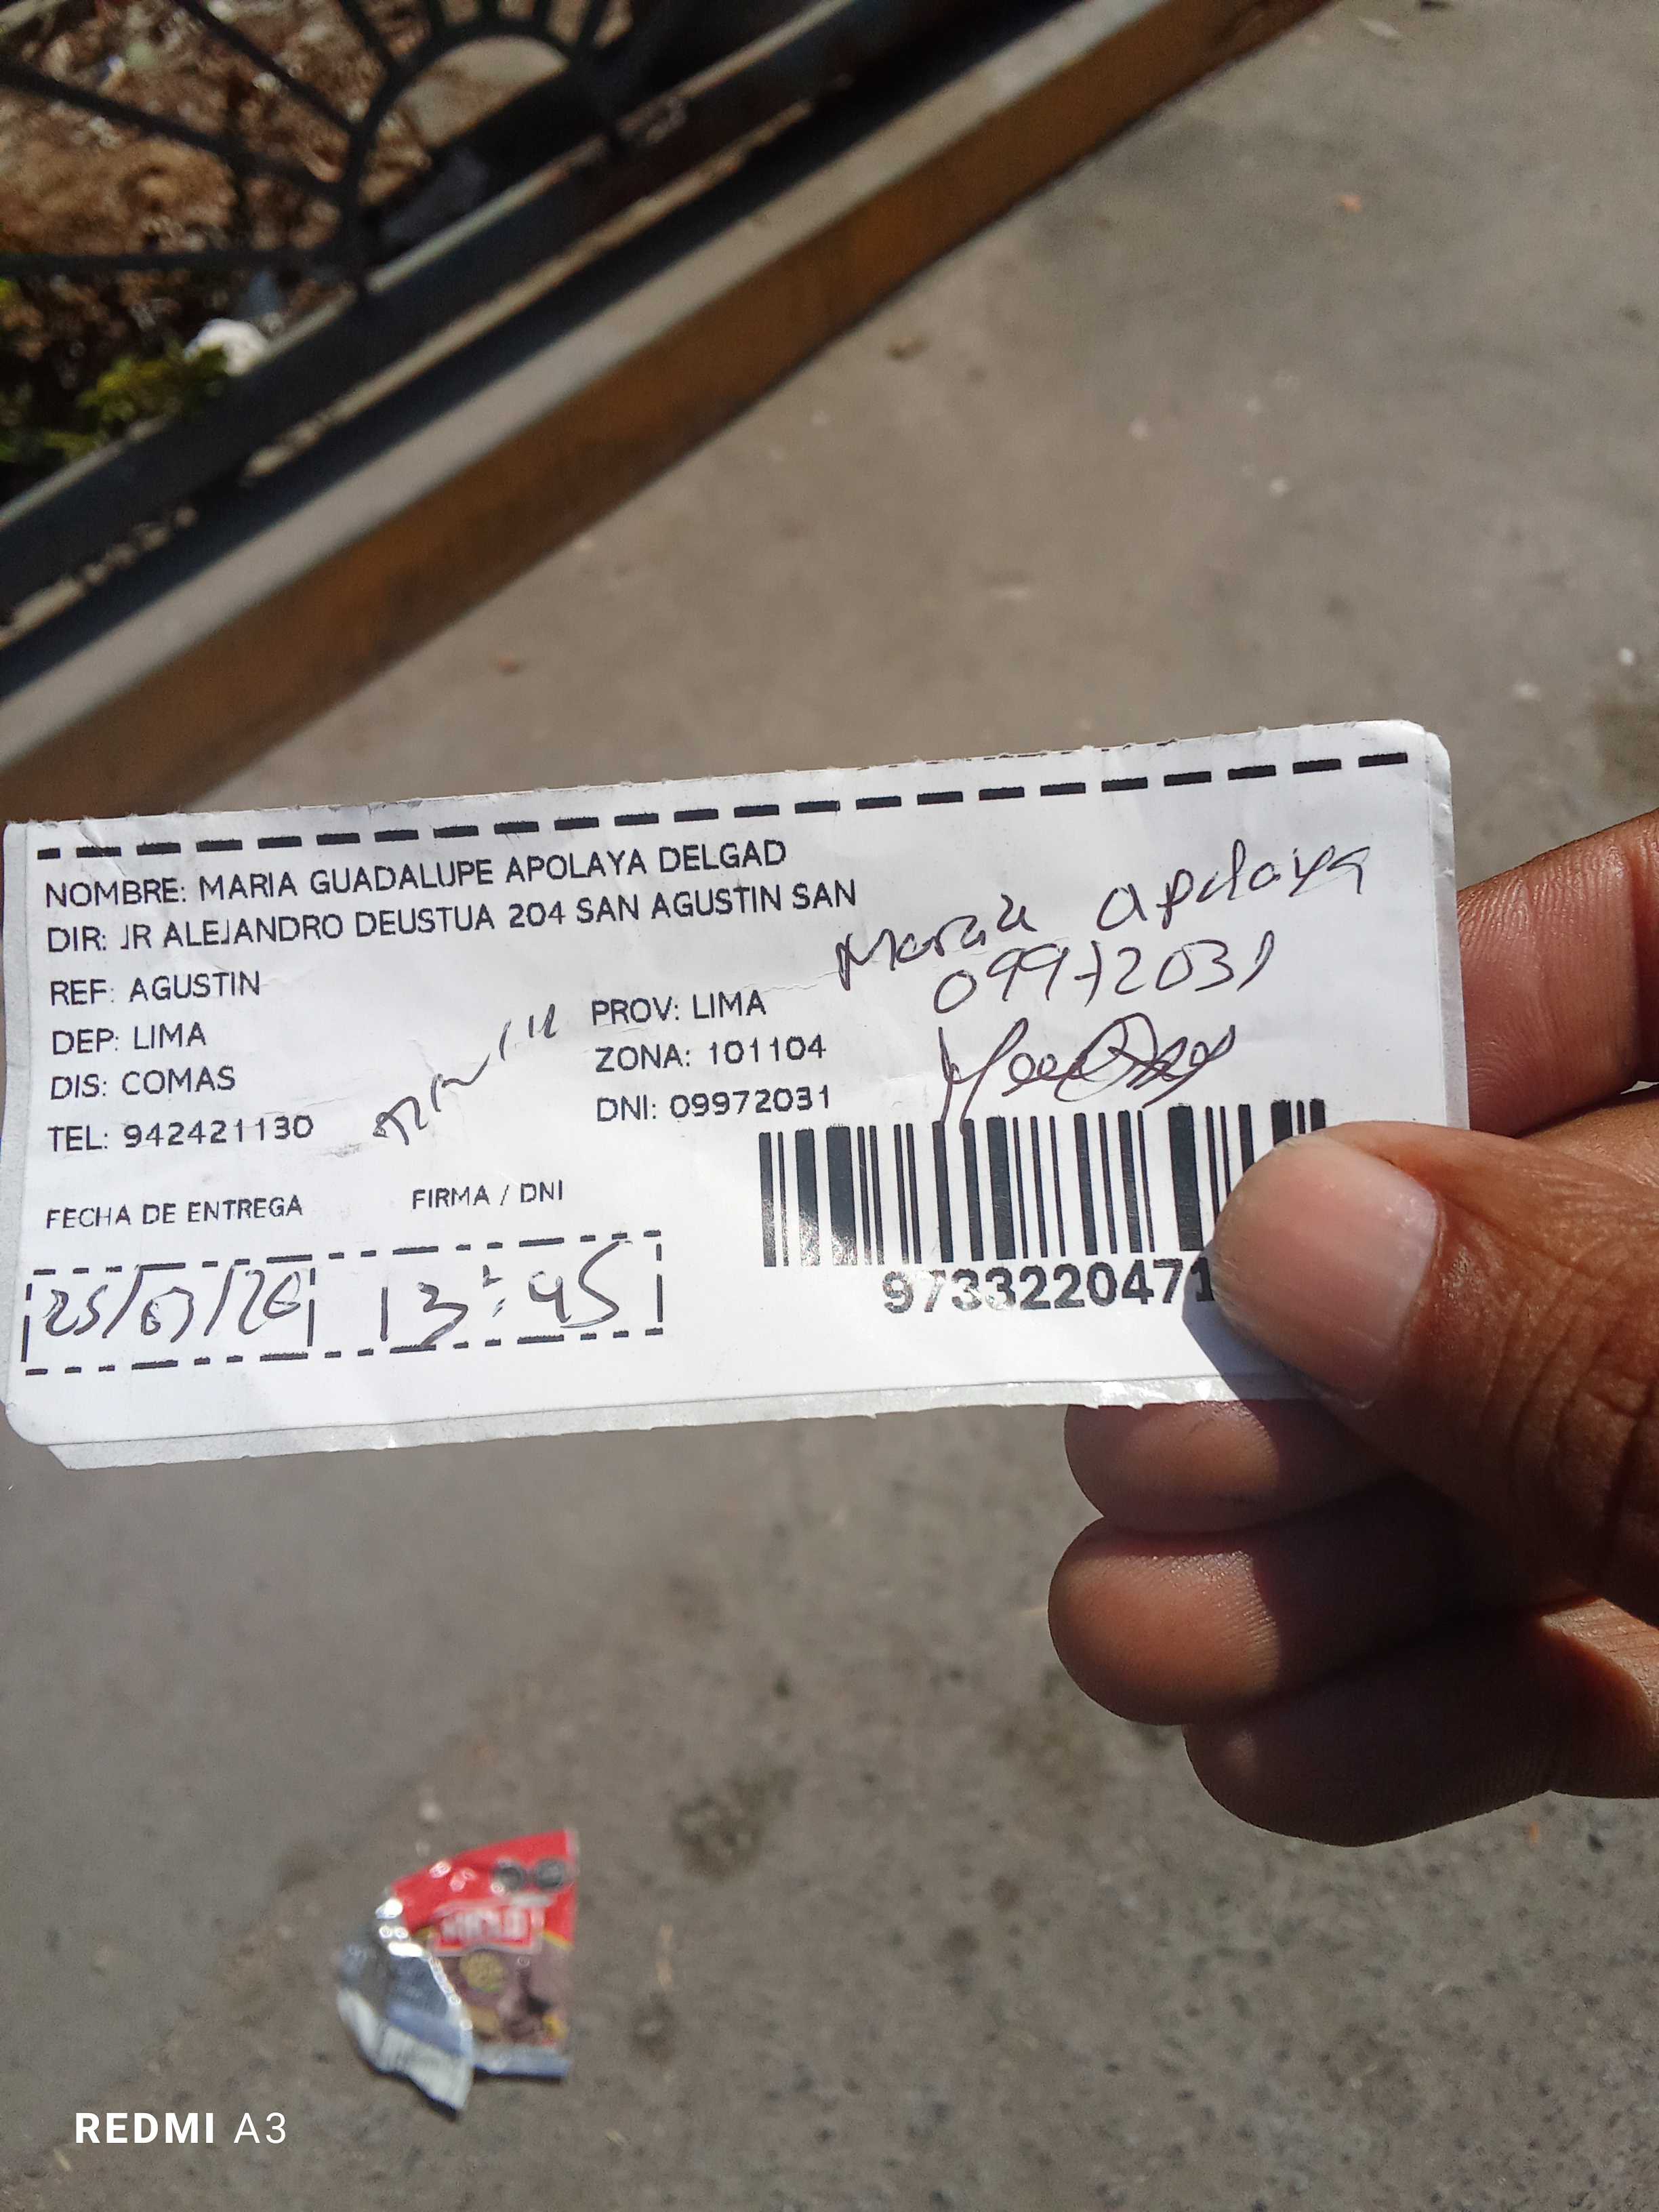 NOMBRE: MARIA GUADALUPE APOLAYA DELGAD
DIR: JR ALEJANDRO DEUSTUA 204 SAN AGUSTIN SAN
REF: AGUSTIN
DEP: LIMA
PROV: LIMA
DIS: COMAS
ZONA: 101104
TEL: 942421130
DNI: 09972031
Maria Apolaya
09972031
FECHA DE ENTREGA
FIRMA / DNI
25/03/26 13:45
9733220471
REDMI A3